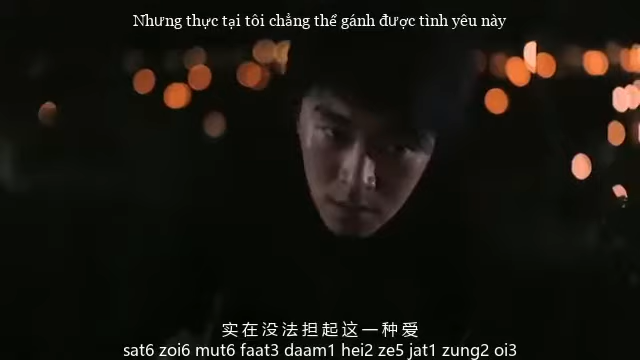 Nhưng thực tại tôi chẳng thể gánh được tình yêu này
实在没法担起这一种爱
sat6 zoi6 mut6 faat3 daam1 hei2 ze5 jat1 zung2 oi3